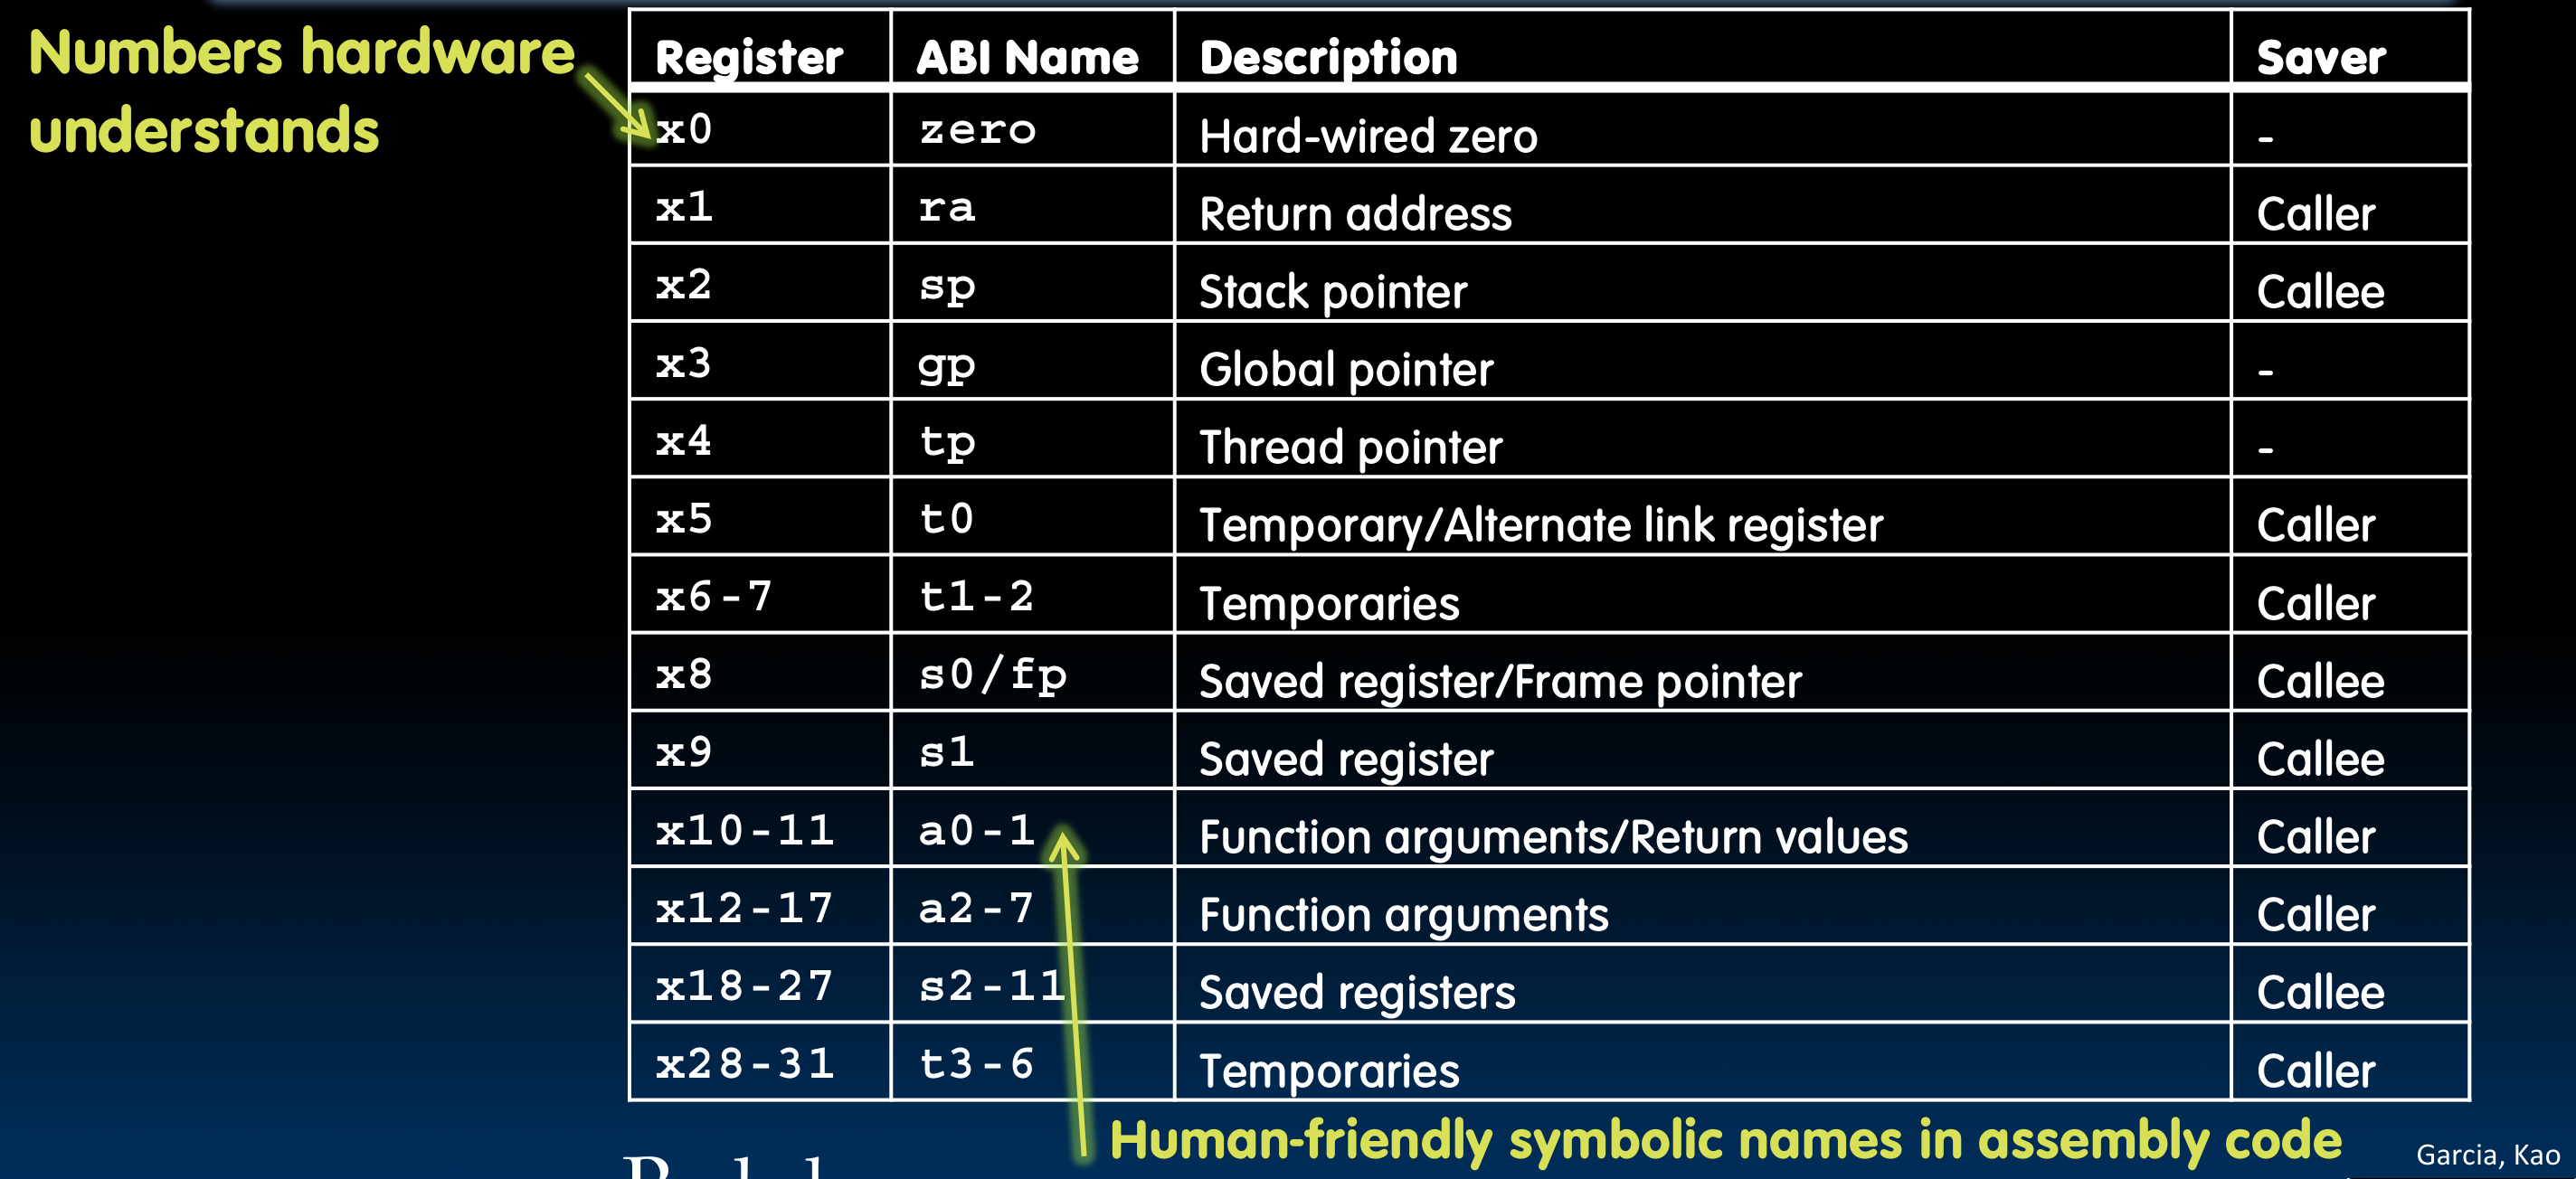 Numbers hardware
understands
Register ABI Name Description Saver
x0 zero Hard-wired zero -
x1 ra Return address Caller
x2 sp Stack pointer Callee
x3 gp Global pointer -
x4 tp Thread pointer -
x5 t0 Temporary/Alternate link register Caller
x6-7 t1-2 Temporaries Caller
x8 s0/fp Saved register/Frame pointer Callee
x9 s1 Saved register Callee
x10-11 a0-1 Function arguments/Return values Caller
x12-17 a2-7 Function arguments Caller
x18-27 s2-11 Saved registers Callee
x28-31 t3-6 Temporaries Caller
Human-friendly symbolic names in assembly code
Garcia, Kao